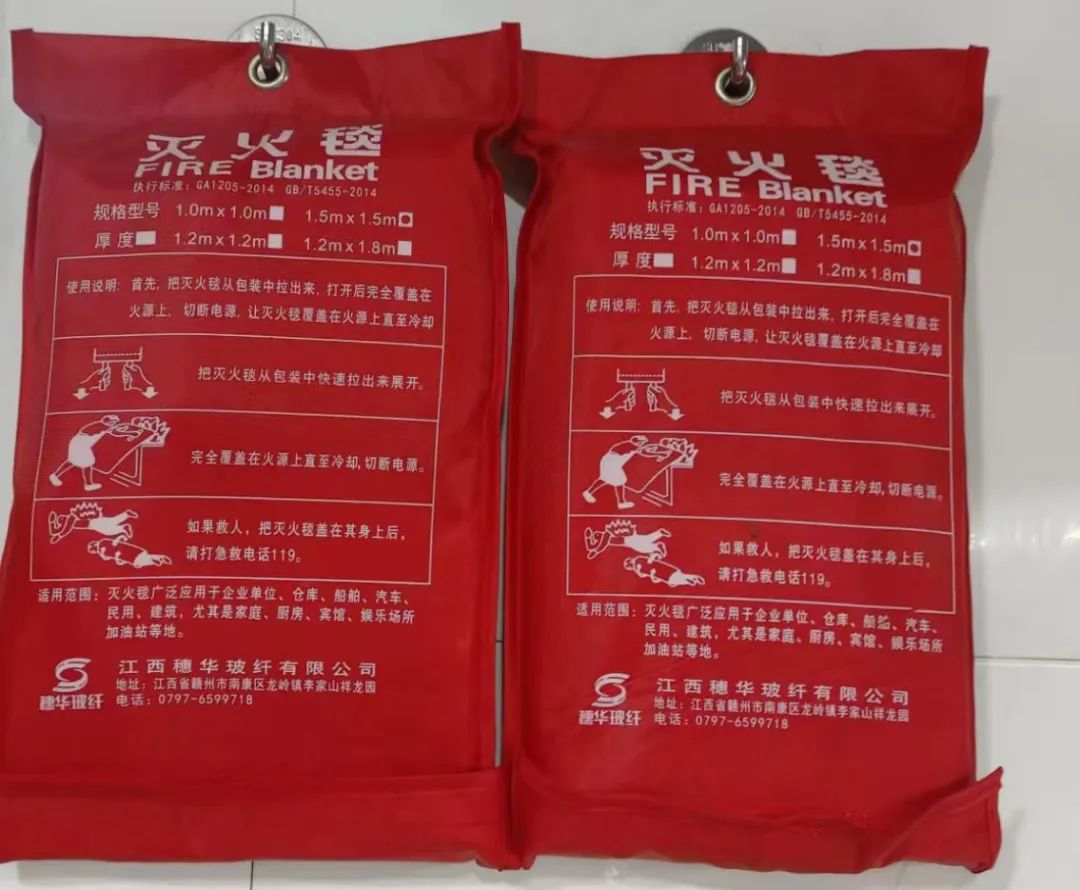 灭火毯
FIRE Blanket
执行标准: GA1205-2014 GB/T5455-2014
规格型号 1.0m x 1.0m 1.5m x 1.5m
厚度 1.2m x 1.2m 1.2m x 1.8m
使用说明: 首先, 把灭火毯从包装中拉出来, 打开后完全覆盖在
火源上, 切断电源, 让灭火毯覆盖在火源上直至冷却
把灭火毯从包装中快速拉出来展开。
完全覆盖在火源上直至冷却,切断电源。
如果救人, 把灭火毯盖在其身上后,
请打急救电话119。
适用范围: 灭火毯广泛应用于企业单位、仓库、船舶、汽车、
民用、建筑, 尤其是家庭、厨房、宾馆、娱乐场所
加油站等地。
穗华玻纤
江西穗华玻纤有限公司
地址: 江西省赣州市南康区龙岭镇李家山祥龙园
电话: 0797-6599718
灭火毯
FIRE Blanket
执行标准: GA1205-2014 GB/T5455-2014
规格型号 1.0m x 1.0m 1.5m x 1.5m
厚度 1.2m x 1.2m 1.2m x 1.8m
使用说明: 首先, 把灭火毯从包装中拉出来, 打开后完全覆盖在
火源上, 切断电源, 让灭火毯覆盖在火源上直至冷却
把灭火毯从包装中快速拉出来展开。
完全覆盖在火源上直至冷却,切断电源。
如果救人, 把灭火毯盖在其身上后,
请打急救电话119。
适用范围: 灭火毯广泛应用于企业单位、仓库、船舶、汽车、
民用、建筑, 尤其是家庭、厨房、宾馆、娱乐场所
加油站等地。
穗华玻纤
江西穗华玻纤有限公司
地址: 江西省赣州市南康区龙岭镇李家山祥龙园
电话: 0797-6599718